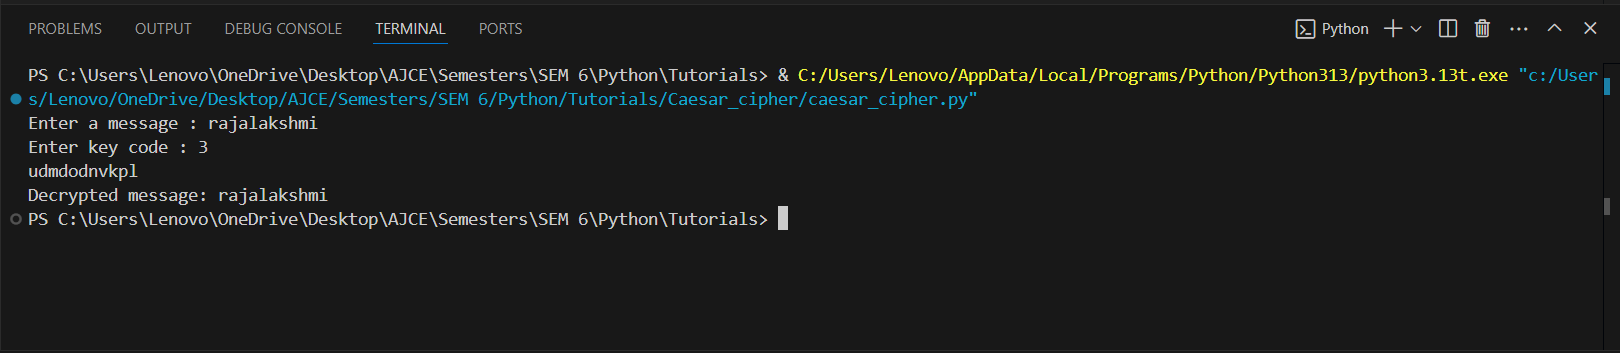 PROBLEMS OUTPUT DEBUG CONSOLE TERMINAL PORTS Python
PS C:\Users\Lenovo\OneDrive\Desktop\AJCE\Semesters\SEM 6\Python\Tutorials> & C:/Users/Lenovo/AppData/Local/Programs/Python/Python313/python3.13t.exe "c:/User
s/Lenovo/OneDrive/Desktop/AJCE/Semesters/SEM 6/Python/Tutorials/Caesar_cipher/caesar_cipher.py"
Enter a message : rajalakshmi
Enter key code : 3
udmdodnvkpl
Decrypted message: rajalakshmi
PS C:\Users\Lenovo\OneDrive\Desktop\AJCE\Semesters\SEM 6\Python\Tutorials>